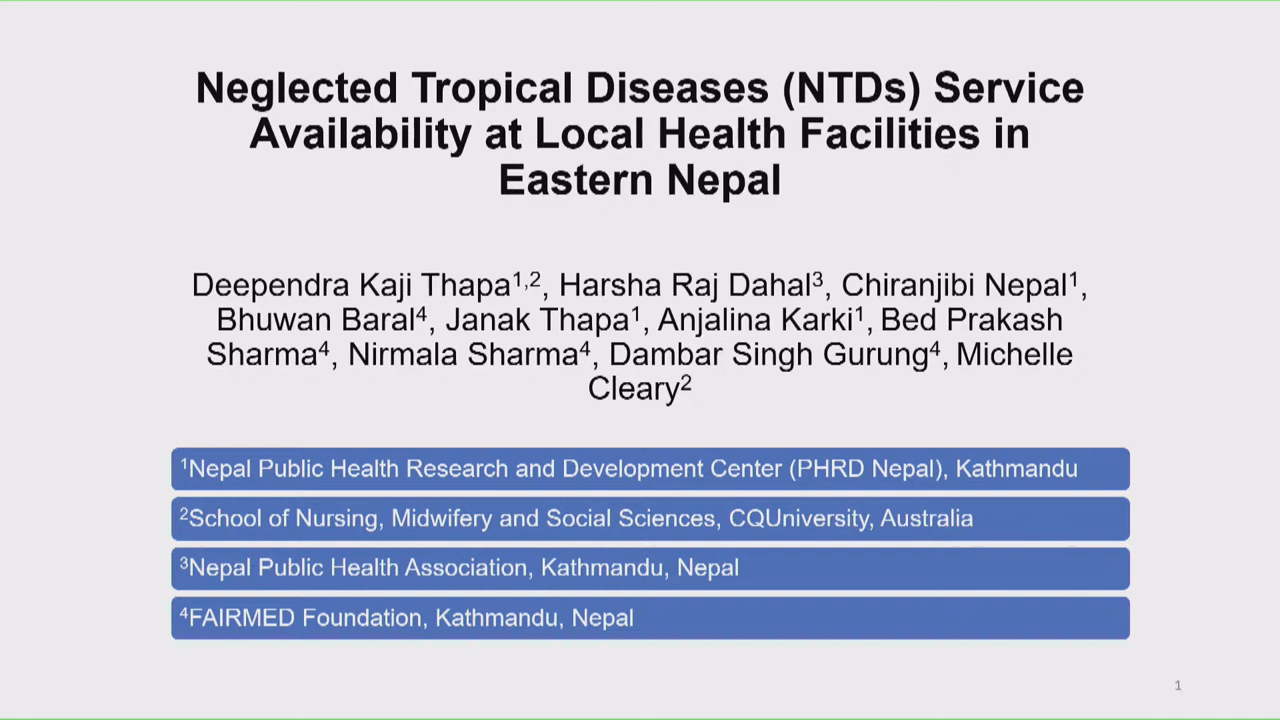 Neglected Tropical Diseases (NTDs) Service
Availability at Local Health Facilities in
Eastern Nepal
Deependra Kaji Thapa1,2, Harsha Raj Dahal3, Chiranjibi Nepal1,
Bhuwan Baral4, Janak Thapa1, Anjalina Karki1, Bed Prakash
Sharma4, Nirmala Sharma4, Dambar Singh Gurung4, Michelle
Cleary2
1Nepal Public Health Research and Development Center (PHRD Nepal), Kathmandu
2School of Nursing, Midwifery and Social Sciences, CQUniversity, Australia
3Nepal Public Health Association, Kathmandu, Nepal
4FAIRMED Foundation, Kathmandu, Nepal
1